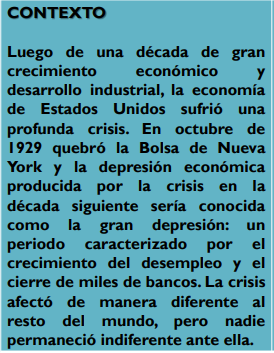 CONTEXTO
Luego de una década de gran
crecimiento económico y
desarrollo industrial, la economía
de Estados Unidos sufrió una
profunda crisis. En octubre de
1929 quebró la Bolsa de Nueva
York y la depresión económica
producida por la crisis en la
década siguiente sería conocida
como la gran depresión: un
periodo caracterizado por el
crecimiento del desempleo y el
cierre de miles de bancos. La crisis
afectó de manera diferente al
resto del mundo, pero nadie
permaneció indiferente ante ella.